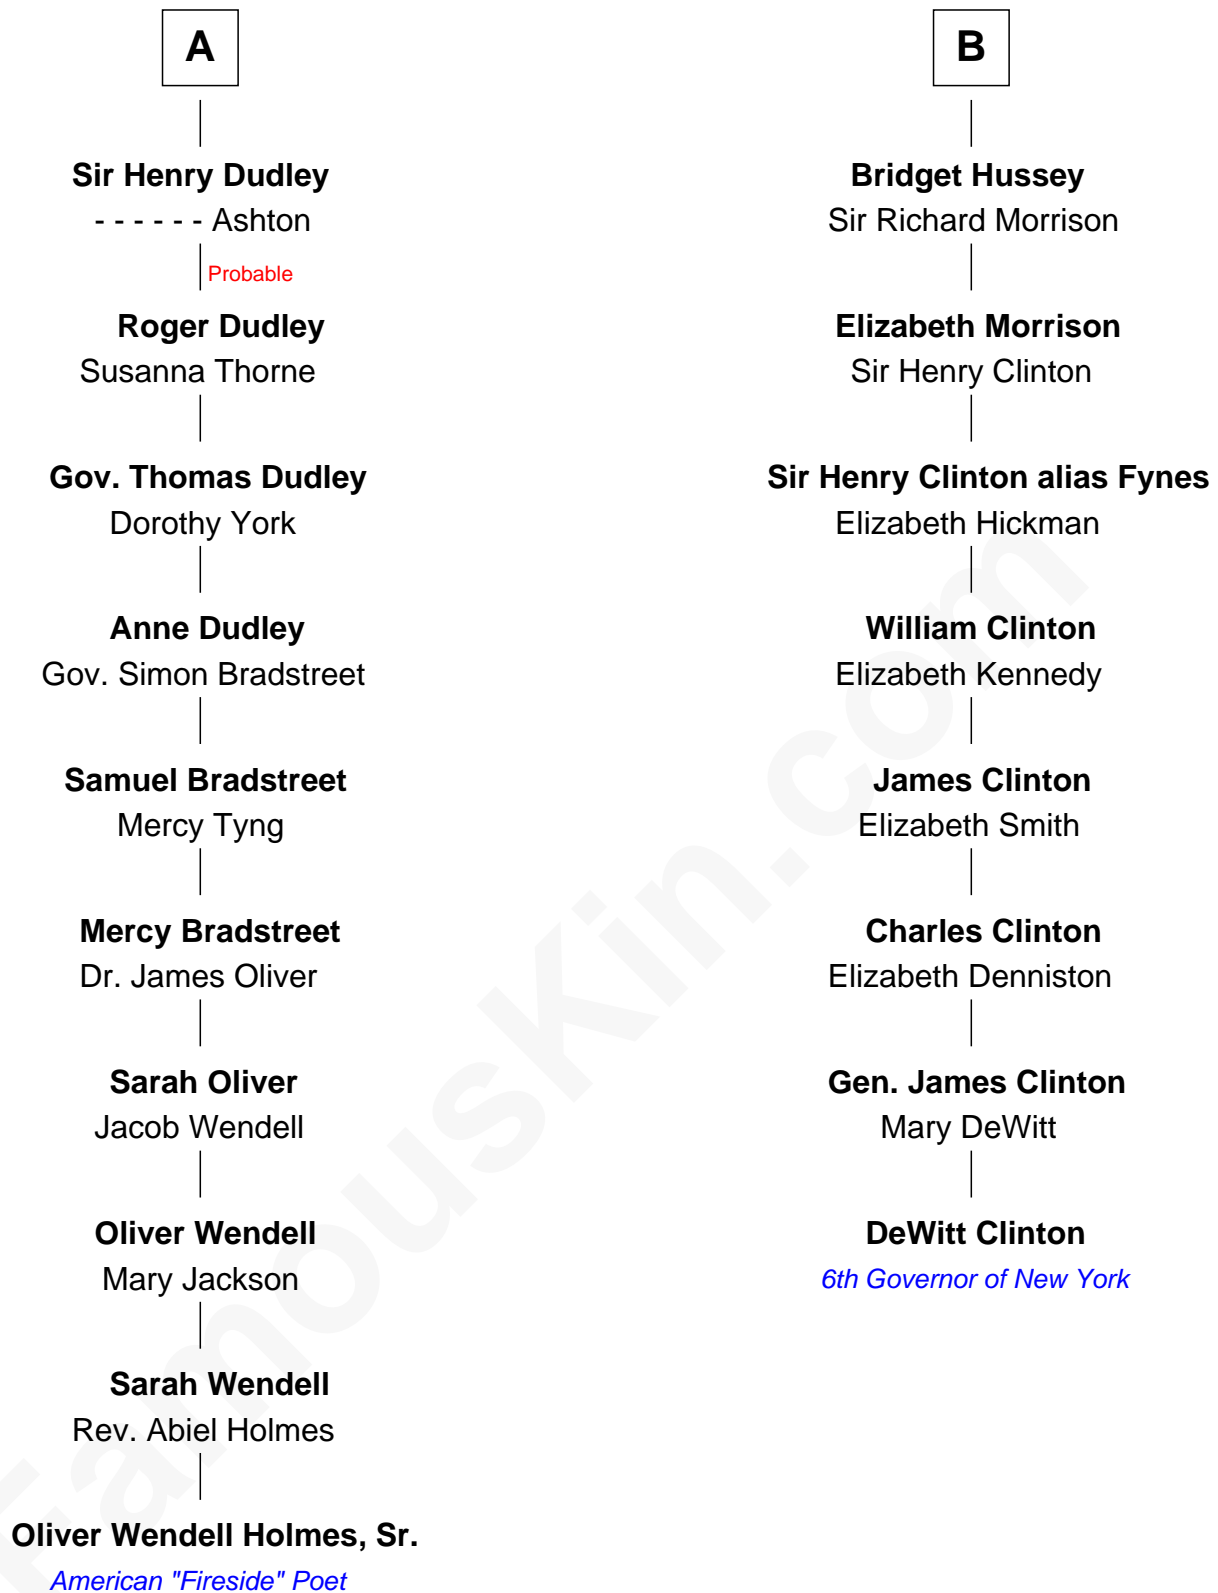 A
Sir Henry Dudley
- - - - - - Ashton
Probable
Roger Dudley
Susanna Thorne
Gov. Thomas Dudley
Dorothy York
Anne Dudley
Gov. Simon Bradstreet
Samuel Bradstreet
Mercy Tyng
Mercy Bradstreet
Dr. James Oliver
Sarah Oliver
Jacob Wendell
Oliver Wendell
Mary Jackson
Sarah Wendell
Rev. Abiel Holmes
Oliver Wendell Holmes, Sr.
American "Fireside" Poet
B
Bridget Hussey
Sir Richard Morrison
Elizabeth Morrison
Sir Henry Clinton
Sir Henry Clinton alias Fynes
Elizabeth Hickman
William Clinton
Elizabeth Kennedy
James Clinton
Elizabeth Smith
Charles Clinton
Elizabeth Denniston
Gen. James Clinton
Mary DeWitt
DeWitt Clinton
6th Governor of New York
FamousKin.com